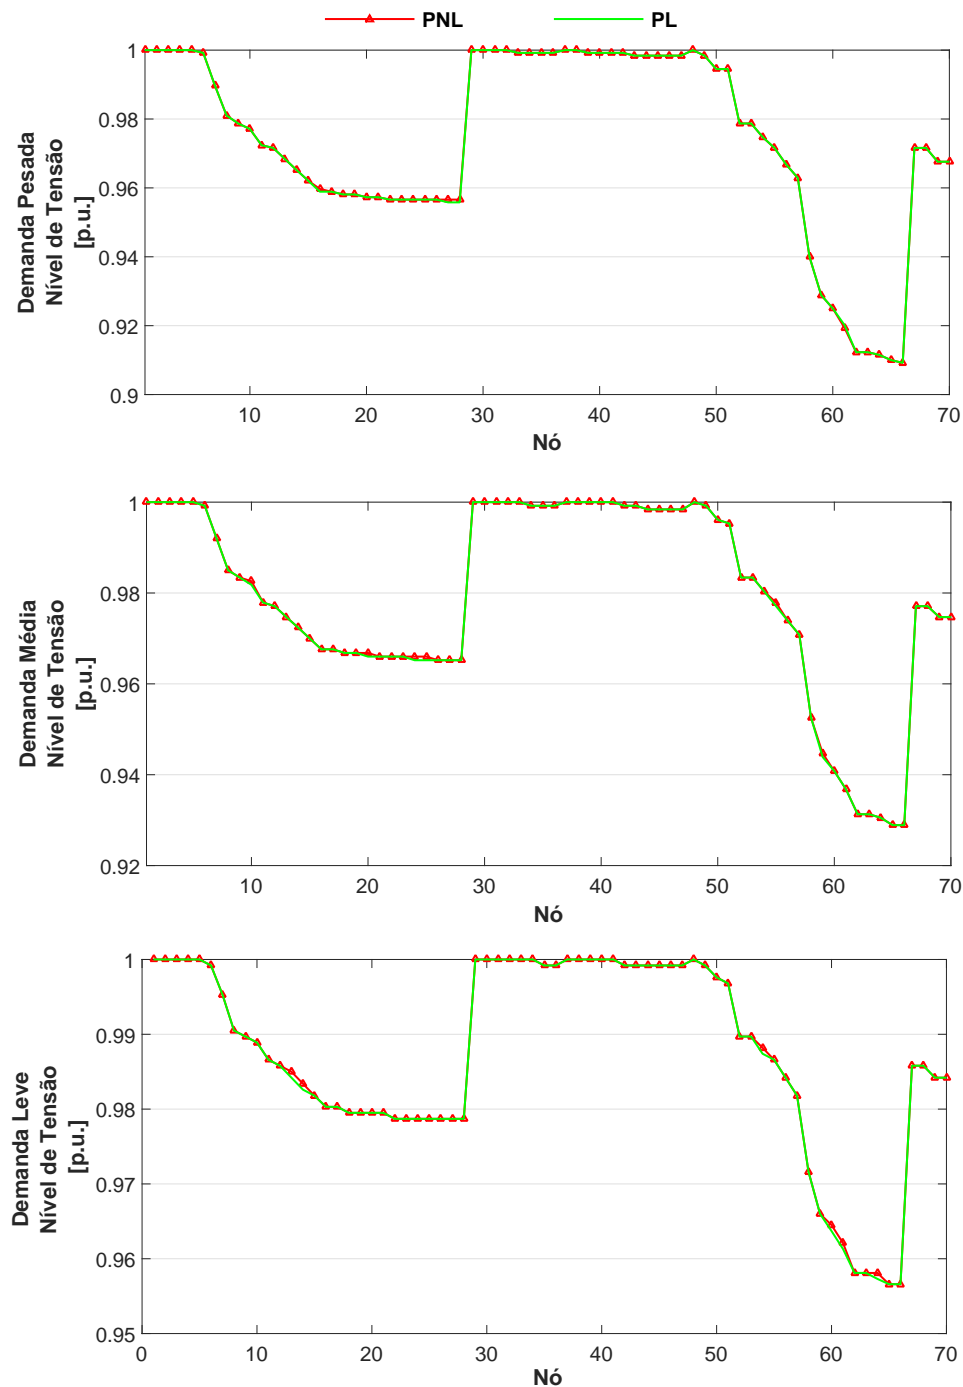 PNL PL
Demanda Pesada
Nível de Tensão
[p.u.]
1
0.98
0.96
0.94
0.92
0.9
10 20 30 40 50 60 70
Nó
Demanda Média
Nível de Tensão
[p.u.]
1
0.98
0.96
0.94
0.92
10 20 30 40 50 60 70
Nó
Demanda Leve
Nível de Tensão
[p.u.]
1
0.99
0.98
0.97
0.96
0.95
0 10 20 30 40 50 60 70
Nó